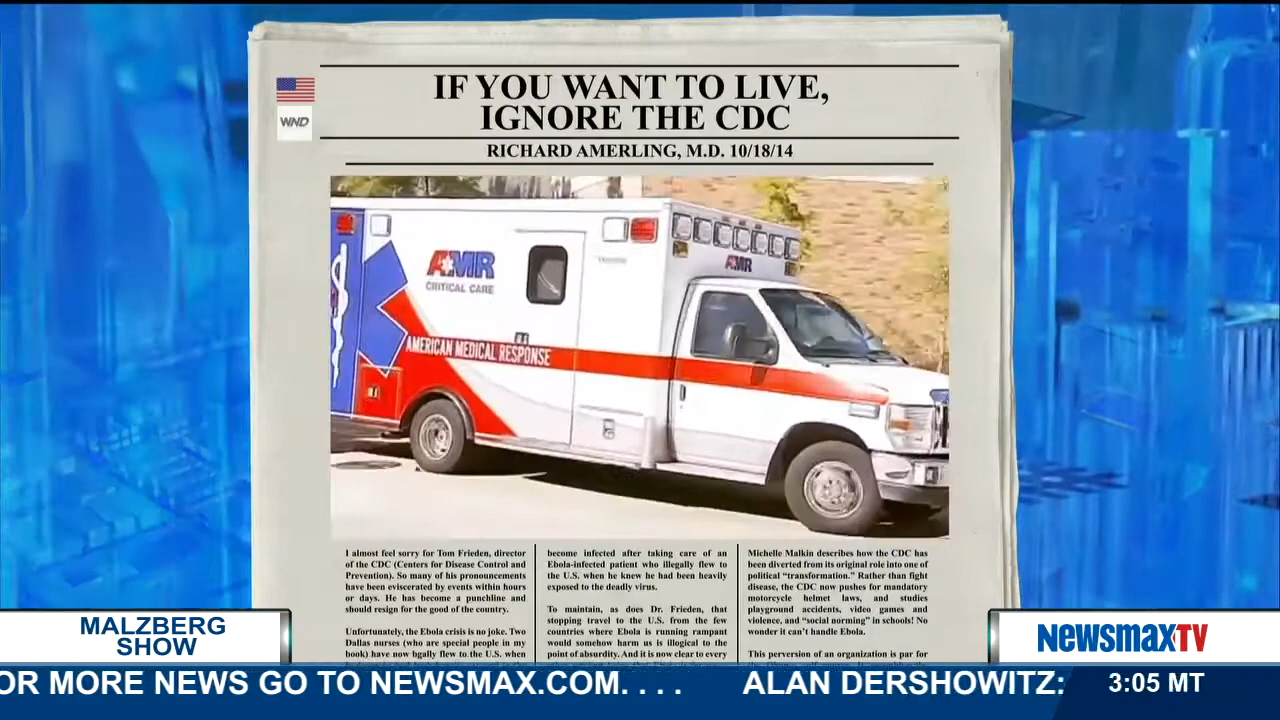 IF YOU WANT TO LIVE,
IGNORE THE CDC
WND
RICHARD AMERLING, M.D. 10/18/14
AMR
CRITICAL CARE
AMR
AMERICAN MEDICAL RESPONSE
I almost feel sorry for Tom Frieden, director
of the CDC (Centers for Disease Control and
Prevention). So many of his pronouncements
have been eviscerated by events within hours
or days. He has become a punchline and
should resign for the good of the country.
Unfortunately, the Ebola crisis is no joke. Two
Dallas nurses (who are special people in my
book) have now bgally flew to the U.S. when
become infected after taking care of an
Ebola-infected patient who illegally flew to
the U.S. when he knew he had been heavily
exposed to the deadly virus.
To maintain, as does Dr. Frieden, that
stopping travel to the U.S. from the few
countries where Ebola is running rampant
would somehow harm us is illogical to the
point of absurdity. And it is now clear to every
Michelle Malkin describes how the CDC has
been diverted from its original role into one of
political “transformation.” Rather than fight
disease, the CDC now pushes for mandatory
motorcycle helmet laws, and studies
playground accidents, video games and
violence, and “social norming” in schools! No
wonder it can’t handle Ebola.
This perversion of an organization is par for
MALZBERG
SHOW
NEWSMAXTV
OR MORE NEWS GO TO NEWSMAX.COM. . . . ALAN DERSHOWITZ:
3:05 MT